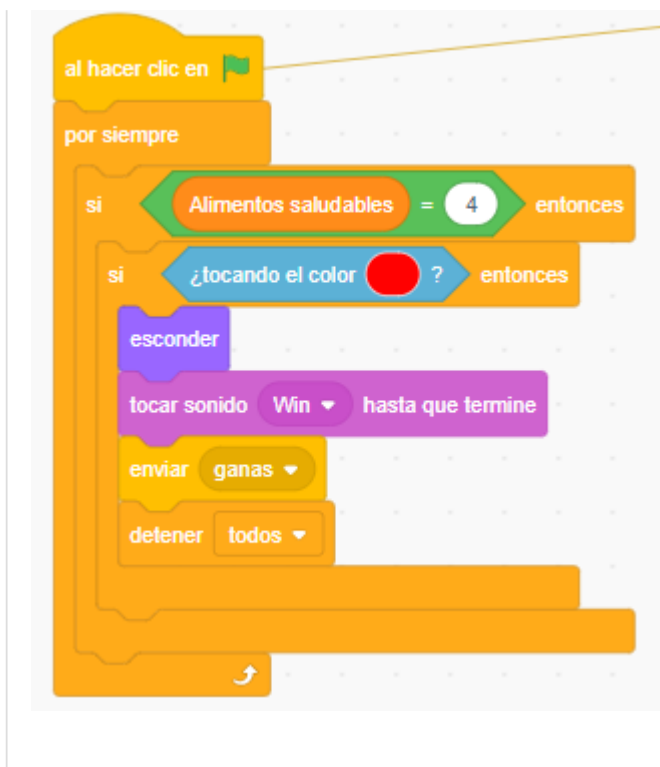 al hacer clic en
por siempre
si Alimentos saludables = 4 entonces
si ¿tocando el color ? entonces
esconder
tocar sonido Win hasta que termine
enviar ganas
detener todos